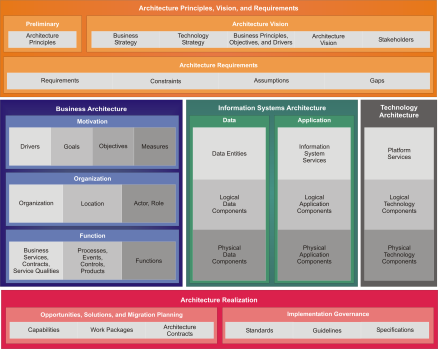 Architecture Principles, Vision, and Requirements
Preliminary
Architecture
Principles
Architecture Vision
Business
Strategy
Technology
Strategy
Business Principles,
Objectives, and Drivers
Architecture
Vision
Stakeholders
Architecture Requirements
Requirements
Constraints
Assumptions
Gaps
Business Architecture
Motivation
Drivers
Goals
Objectives
Measures
Organization
Organization
Location
Actor, Role
Function
Business
Services,
Contracts,
Service Qualities
Processes,
Events,
Controls,
Products
Functions
Information Systems Architecture
Data
Data Entities
Logical
Data
Components
Physical
Data
Components
Application
Information
System
Services
Logical
Application
Components
Physical
Application
Components
Technology
Architecture
Platform
Services
Logical
Technology
Components
Physical
Technology
Components
Architecture Realization
Opportunities, Solutions, and Migration Planning
Capabilities
Work Packages
Architecture
Contracts
Implementation Governance
Standards
Guidelines
Specifications